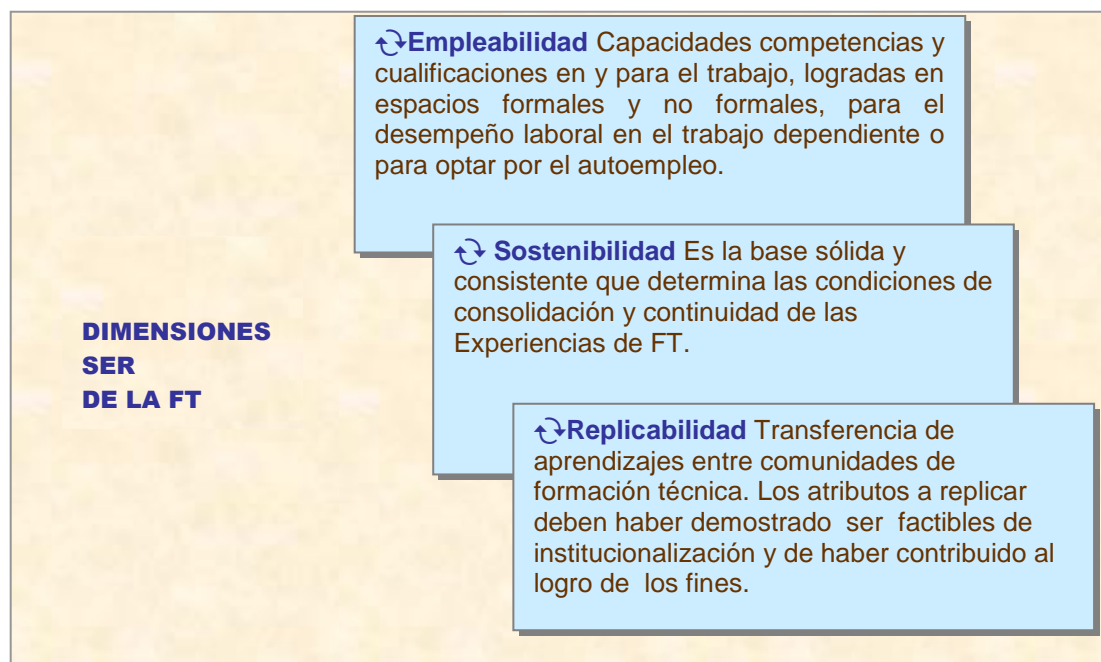 Empleabilidad Capacidades competencias y
cualificaciones en y para el trabajo, logradas en
espacios formales y no formales, para el
desempeño laboral en el trabajo dependiente o
para optar por el autoempleo.
Sostenibilidad Es la base sólida y
consistente que determina las condiciones de
consolidación y continuidad de las
Experiencias de FT.
DIMENSIONES
SER
DE LA FT
Replicabilidad Transferencia de
aprendizajes entre comunidades de
formación técnica. Los atributos a replicar
deben haber demostrado ser factibles de
institucionalización y de haber contribuido al
logro de los fines.